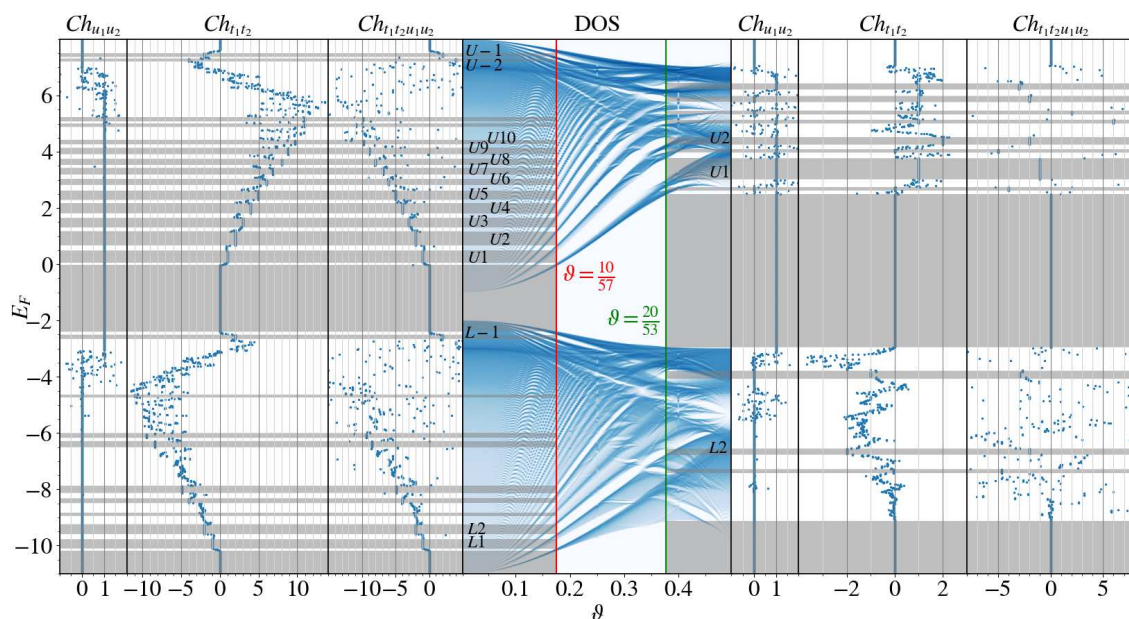 Ch_{u_1u_2} Ch_{t_1t_2} Ch_{t_1t_2u_1u_2} DOS Ch_{u_1u_2} Ch_{t_1t_2} Ch_{t_1t_2u_1u_2}
U−1
U−2
6
U10
4
U9
U8
U7
U6
U5
2
U4
U3
U2
U1
0
E_F
−2
L−1
−4
−6
−8
L2
L1
−10
ϑ = 10/57
ϑ = 20/53
U2
U1
L2
0 1 −10 −5 0 5 10 −10 −5 0 0.1 0.2 0.3 0.4 0 1 −2 0 2 −5 0 5
ϑ